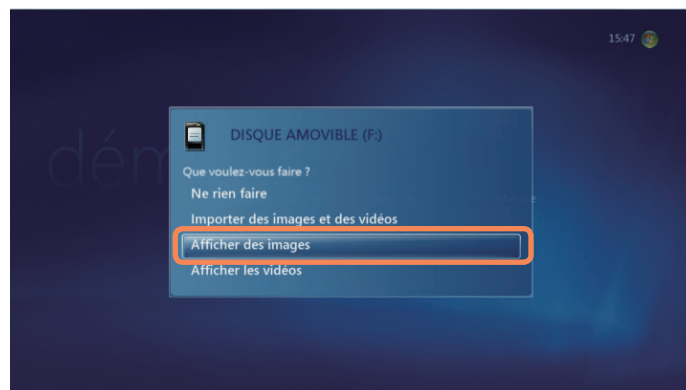 15:47
DISQUE AMOVIBLE (F:)
Que voulez-vous faire ?
Ne rien faire
Importer des images et des vidéos
Afficher des images
Afficher les vidéos